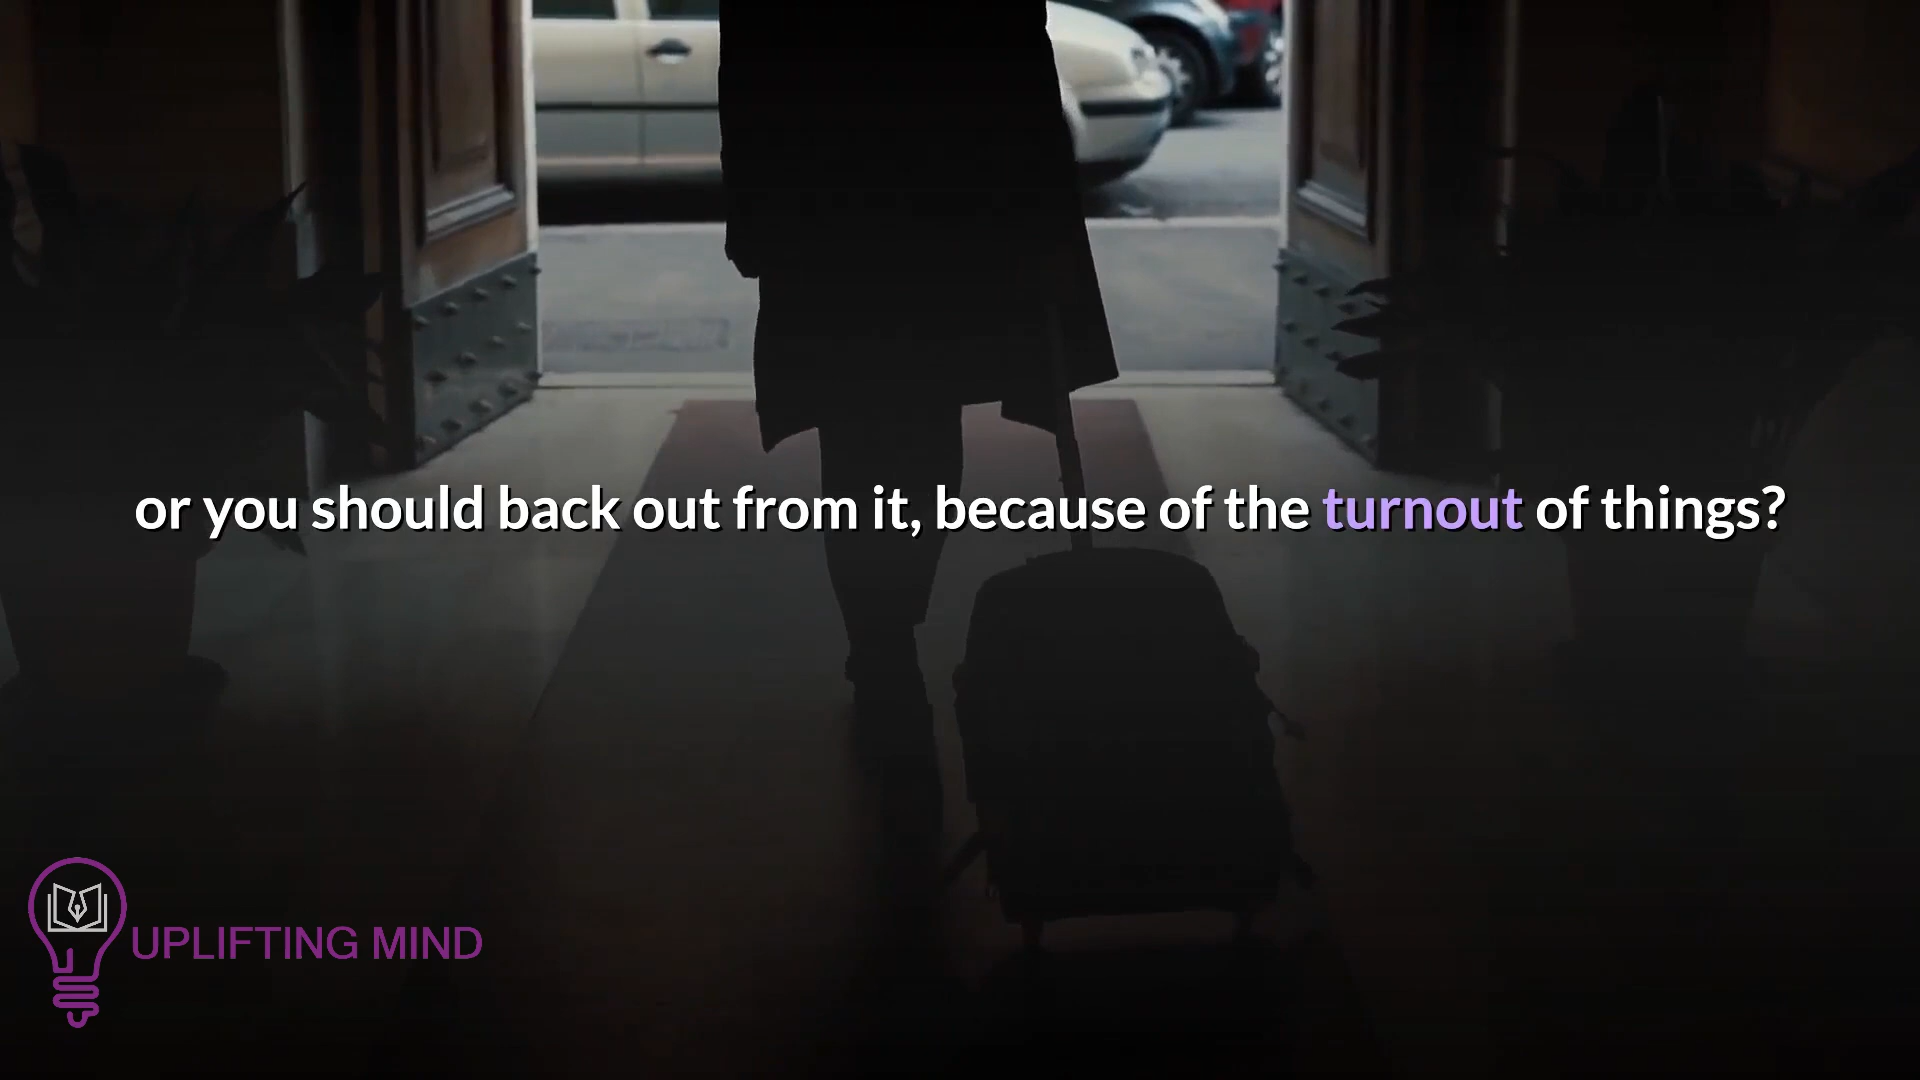 or you should back out from it, because of the turnout of things?
UPLIFTING MIND